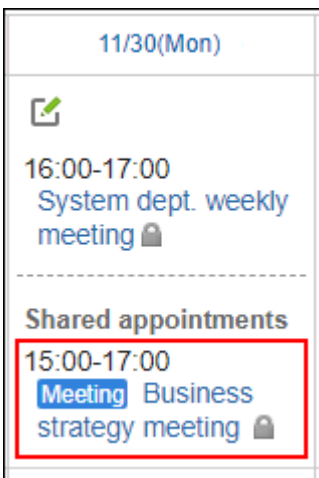 11/30(Mon)
16:00-17:00
System dept. weekly
meeting
Shared appointments
15:00-17:00
Meeting Business
strategy meeting